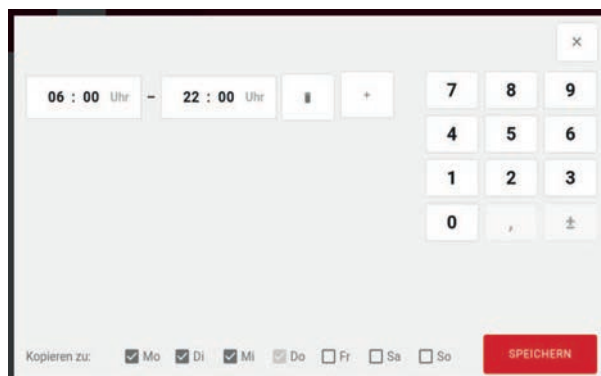 ×
06 : 00 Uhr – 22 : 00 Uhr +
7 8 9
4 5 6
1 2 3
0 , ±
Kopieren zu: Mo Di Mi Do Fr Sa So SPEICHERN